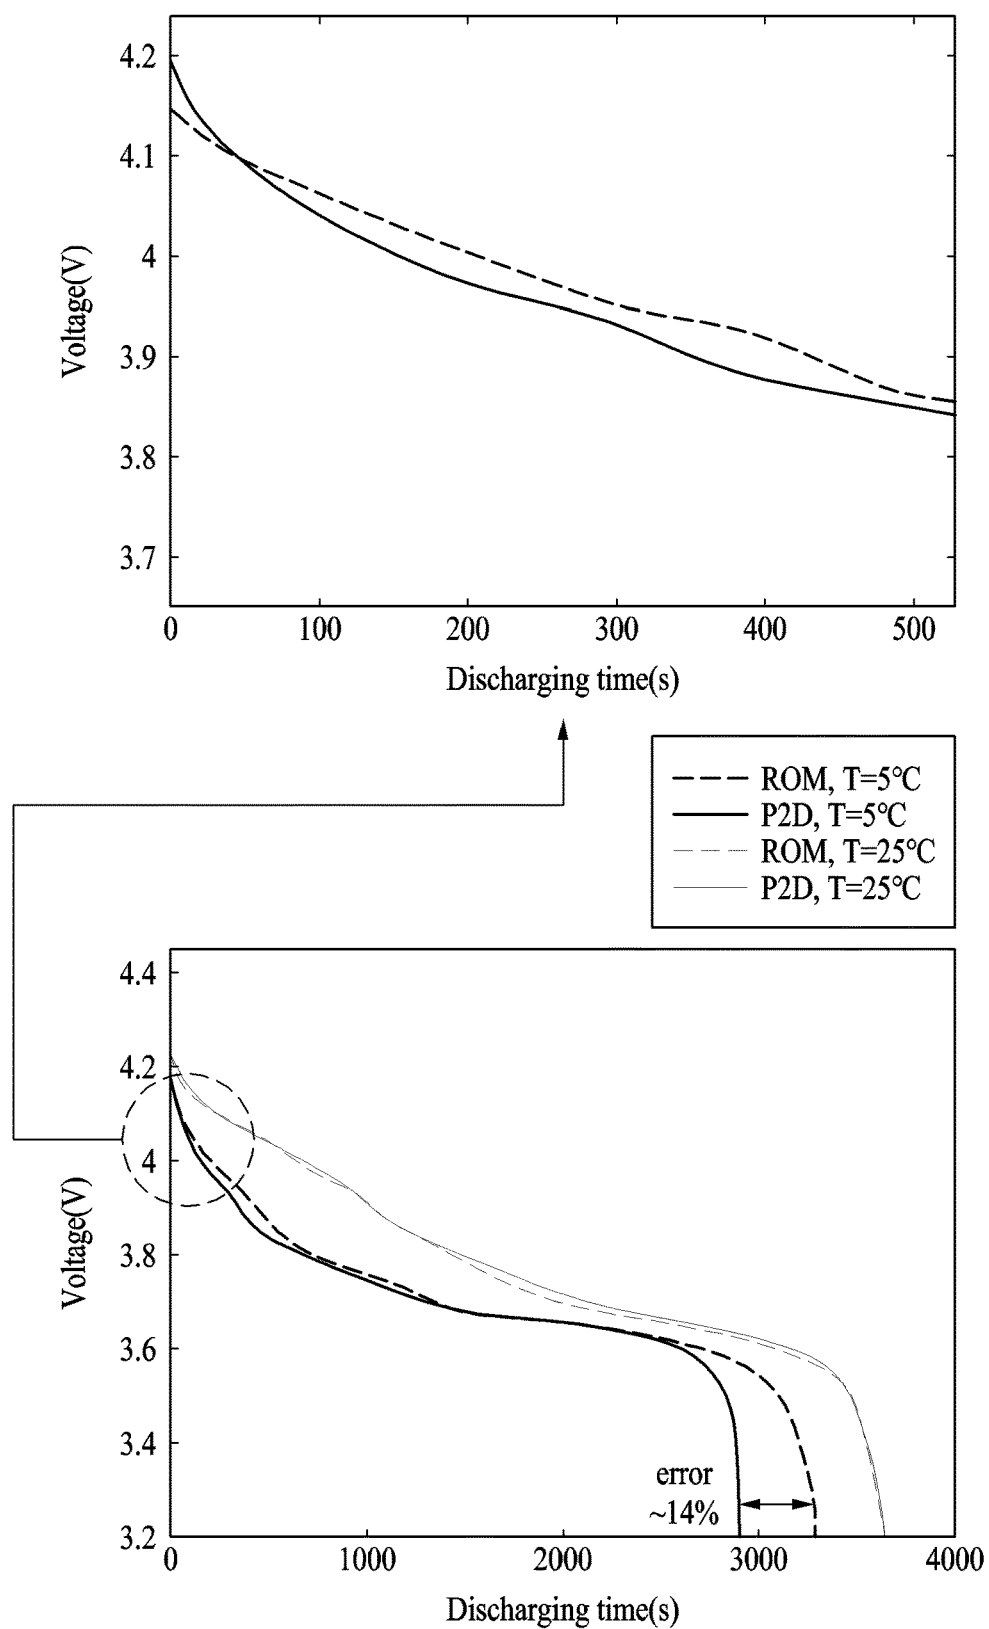 4.2
4.1
4
3.9
3.8
3.7
Voltage(V)
0 100 200 300 400 500
Discharging time(s)
ROM, T=5℃
P2D, T=5℃
ROM, T=25℃
P2D, T=25℃
4.4
4.2
4
3.8
3.6
3.4
3.2
Voltage(V)
error
~14%
0 1000 2000 3000 4000
Discharging time(s)